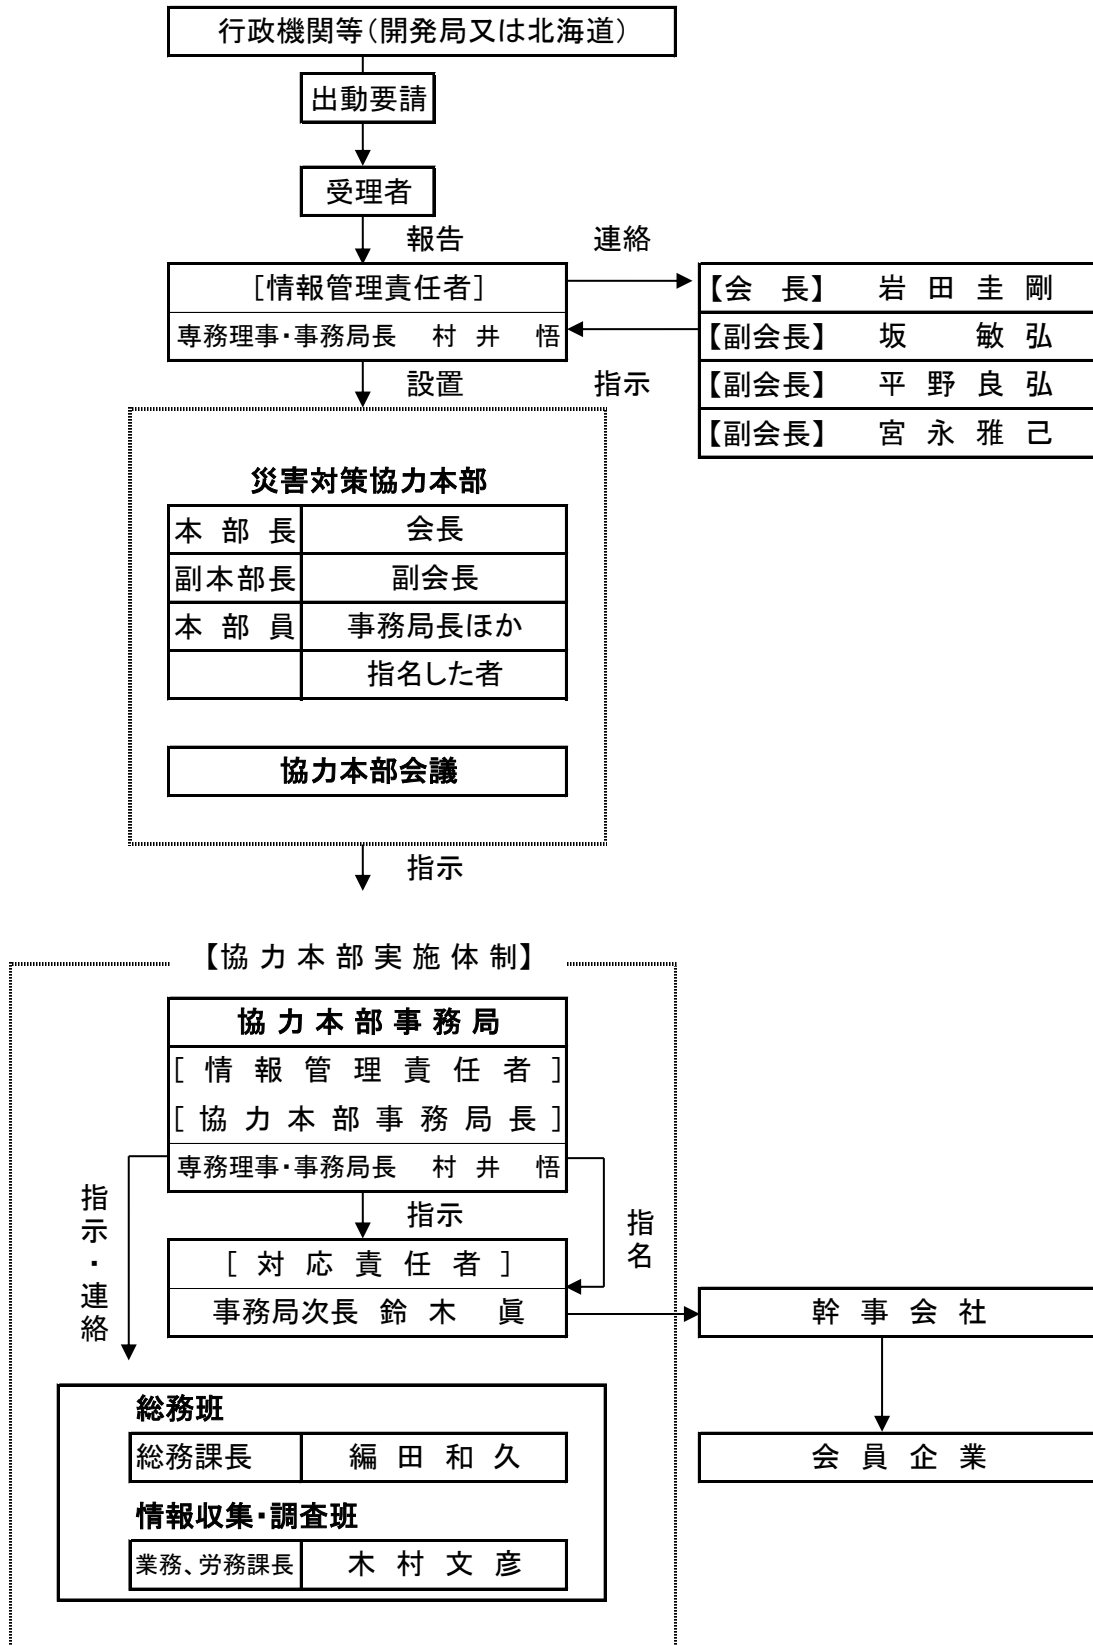 行政機関等（開発局又は北海道）
出動要請
受理者
報告
連絡
［情報管理責任者］
専務理事・事務局長 村井 悟
【会 長】 岩田圭剛
【副会長】 坂 敏弘
【副会長】 平野良弘
【副会長】 宮永雅己
設置
指示
災害対策協力本部
本部長 会長
副本部長 副会長
本部員 事務局長ほか
指名した者
協力本部会議
指示
【協力本部実施体制】
協力本部事務局
［情報管理責任者］
［協力本部事務局長］
専務理事・事務局長 村井 悟
指示・連絡
指示
指名
［対応責任者］
事務局次長 鈴木 眞
幹事会社
会員企業
総務班
総務課長 編田和久
情報収集・調査班
業務、労務課長 木村文彦